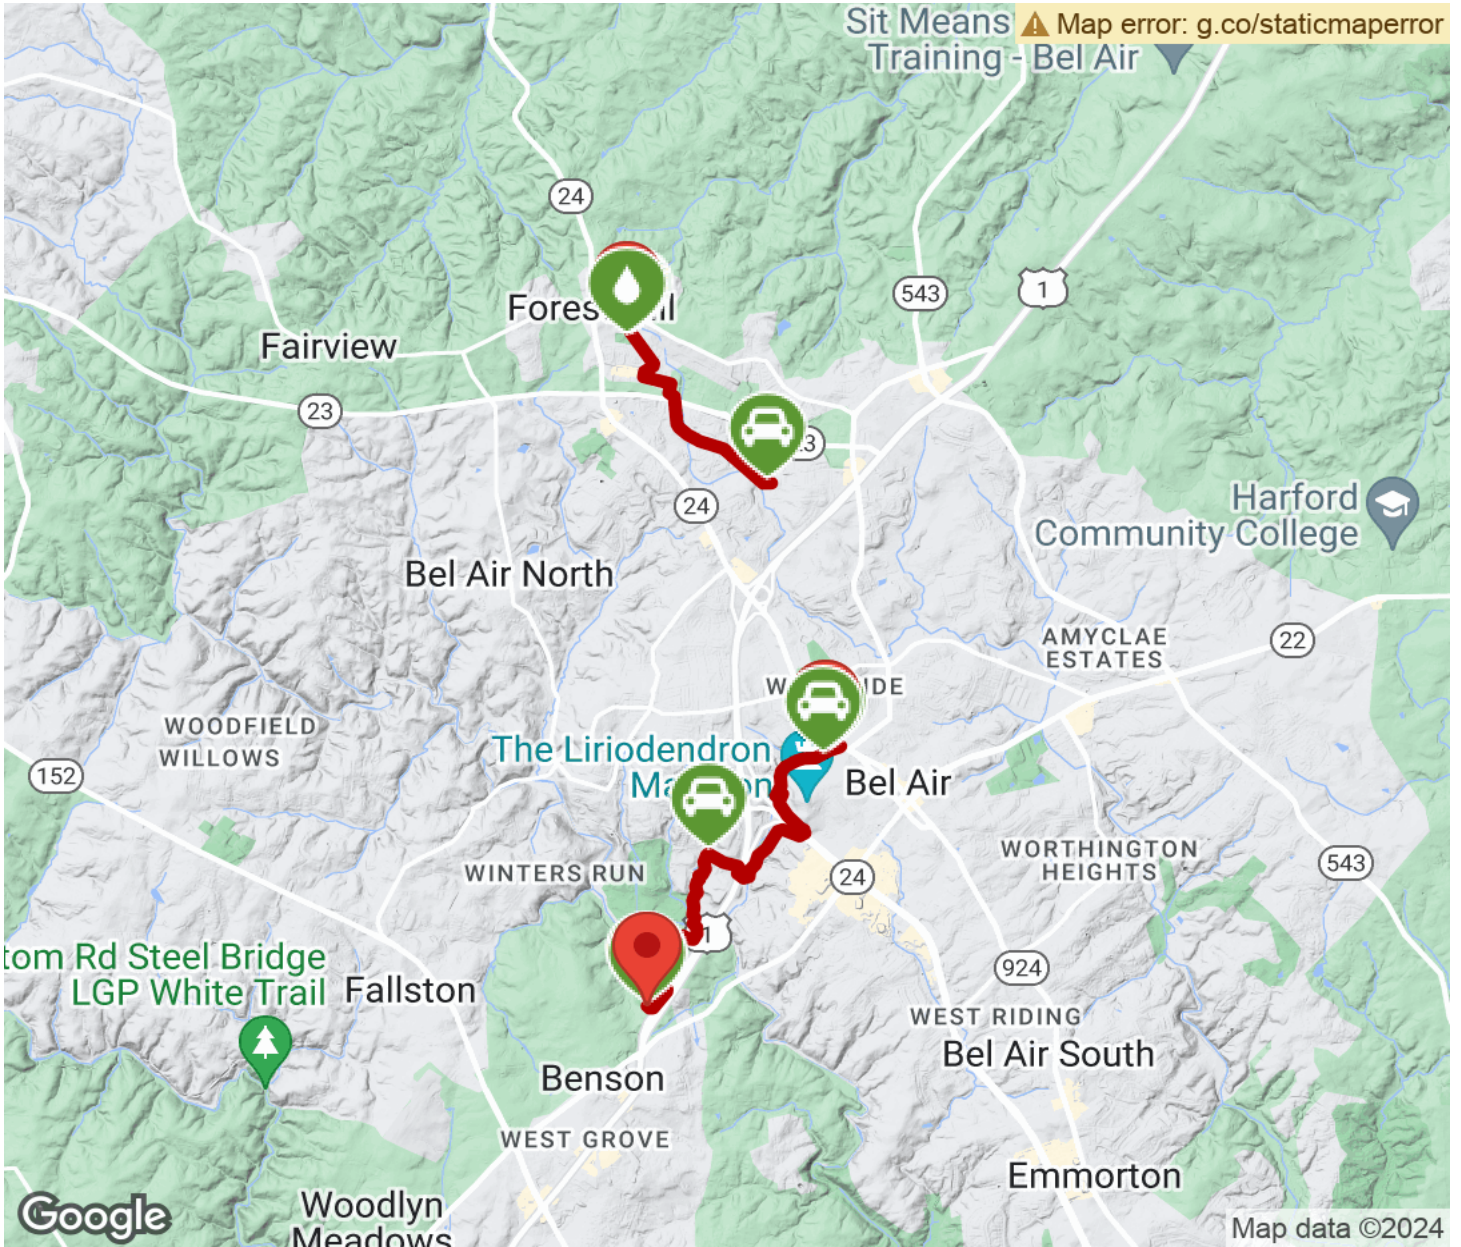 Sit Means
Training - Bel Air
Map error: g.co/staticmaperror
24
543
1
Fores
ll
Fairview
23
3
24
Harford
Community College
Bel Air North
AMYCLAE
ESTATES
22
W
IDE
WOODFIELD
WILLOWS
The Liriodendron
Ma
on
152
Bel Air
WORTHINGTON
HEIGHTS
543
WINTERS RUN
24
1
tom Rd Steel Bridge
LGP White Trail
Fallston
924
WEST RIDING
Bel Air South
Benson
WEST GROVE
Emmorton
Woodlyn
Meadows
Google
Map data ©2024